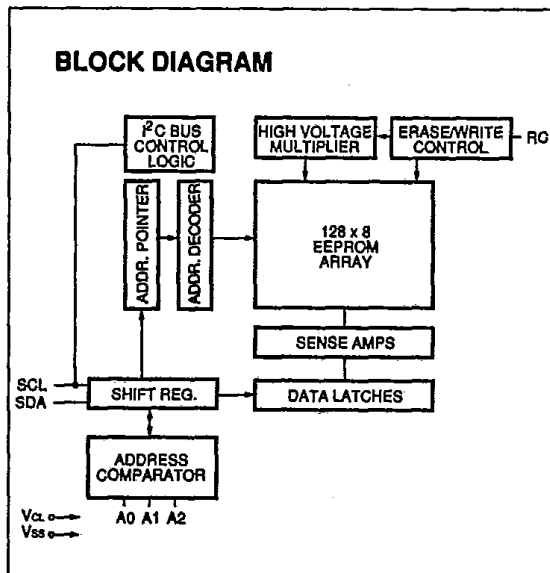 BLOCK DIAGRAM
I²C BUS
CONTROL
LOGIC
HIGH VOLTAGE
MULTIPLIER
ERASE/WRITE
CONTROL
RC
ADDR. POINTER
ADDR. DECODER
128 x 8
EEPROM
ARRAY
SENSE AMPS
SCL
SDA
SHIFT REG.
DATA LATCHES
ADDRESS
COMPARATOR
VCL
VSS
A0 A1 A2